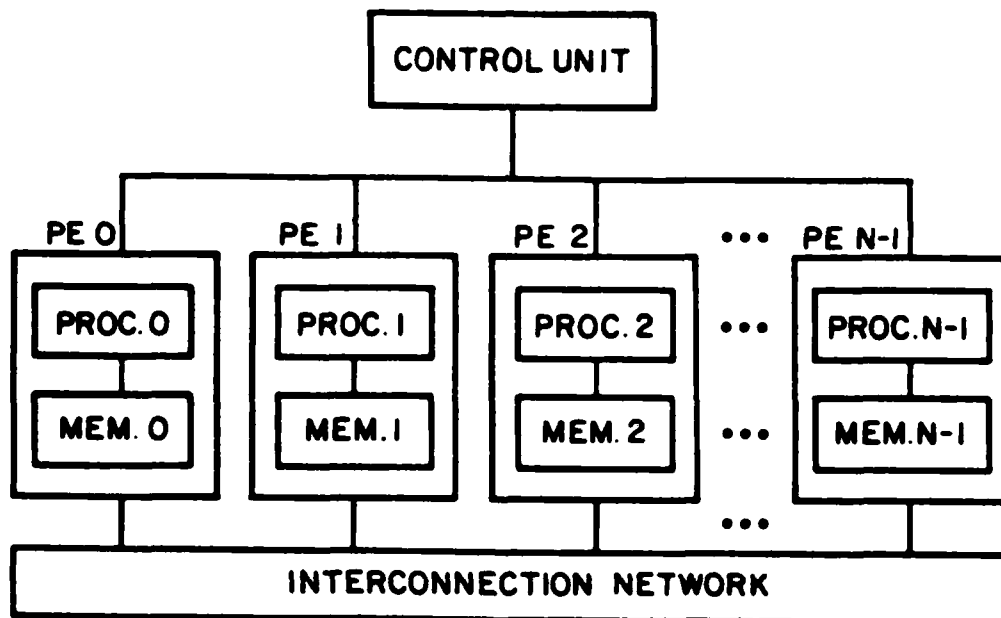 CONTROL UNIT
PE 0 PE 1 PE 2 ••• PE N-1
PROC. 0 PROC. 1 PROC. 2 ••• PROC. N-1
MEM. 0 MEM. 1 MEM. 2 ••• MEM. N-1
•••
INTERCONNECTION NETWORK